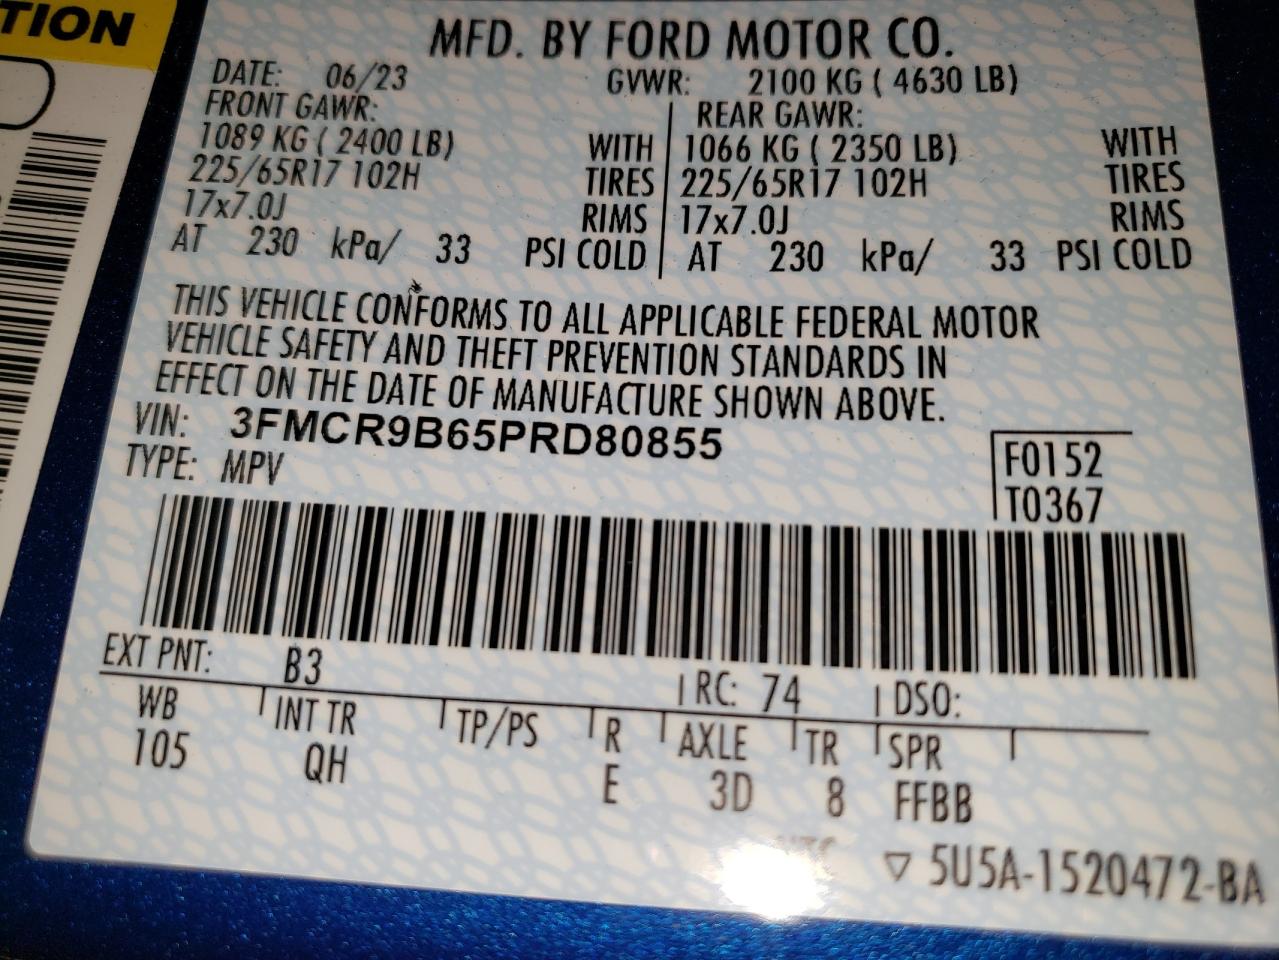 TION
MFD. BY FORD MOTOR CO.
DATE: 06/23 GVWR: 2100 KG ( 4630 LB)
FRONT GAWR: REAR GAWR:
1089 KG ( 2400 LB) WITH 1066 KG ( 2350 LB) WITH
225/65R17 102H TIRES 225/65R17 102H TIRES
17x7.0J RIMS 17x7.0J RIMS
AT 230 kPa/ 33 PSI COLD AT 230 kPa/ 33 PSI COLD
THIS VEHICLE CONFORMS TO ALL APPLICABLE FEDERAL MOTOR
VEHICLE SAFETY AND THEFT PREVENTION STANDARDS IN
EFFECT ON THE DATE OF MANUFACTURE SHOWN ABOVE.
VIN: 3FMCR9B65PRD80855
TYPE: MPV
F0152
T0367
EXT PNT: B3 RC: 74 DSO:
WB INT TR TP/PS R AXLE TR SPR
105 QH E 3D 8 FFBB
▽ 5U5A-1520472-BA